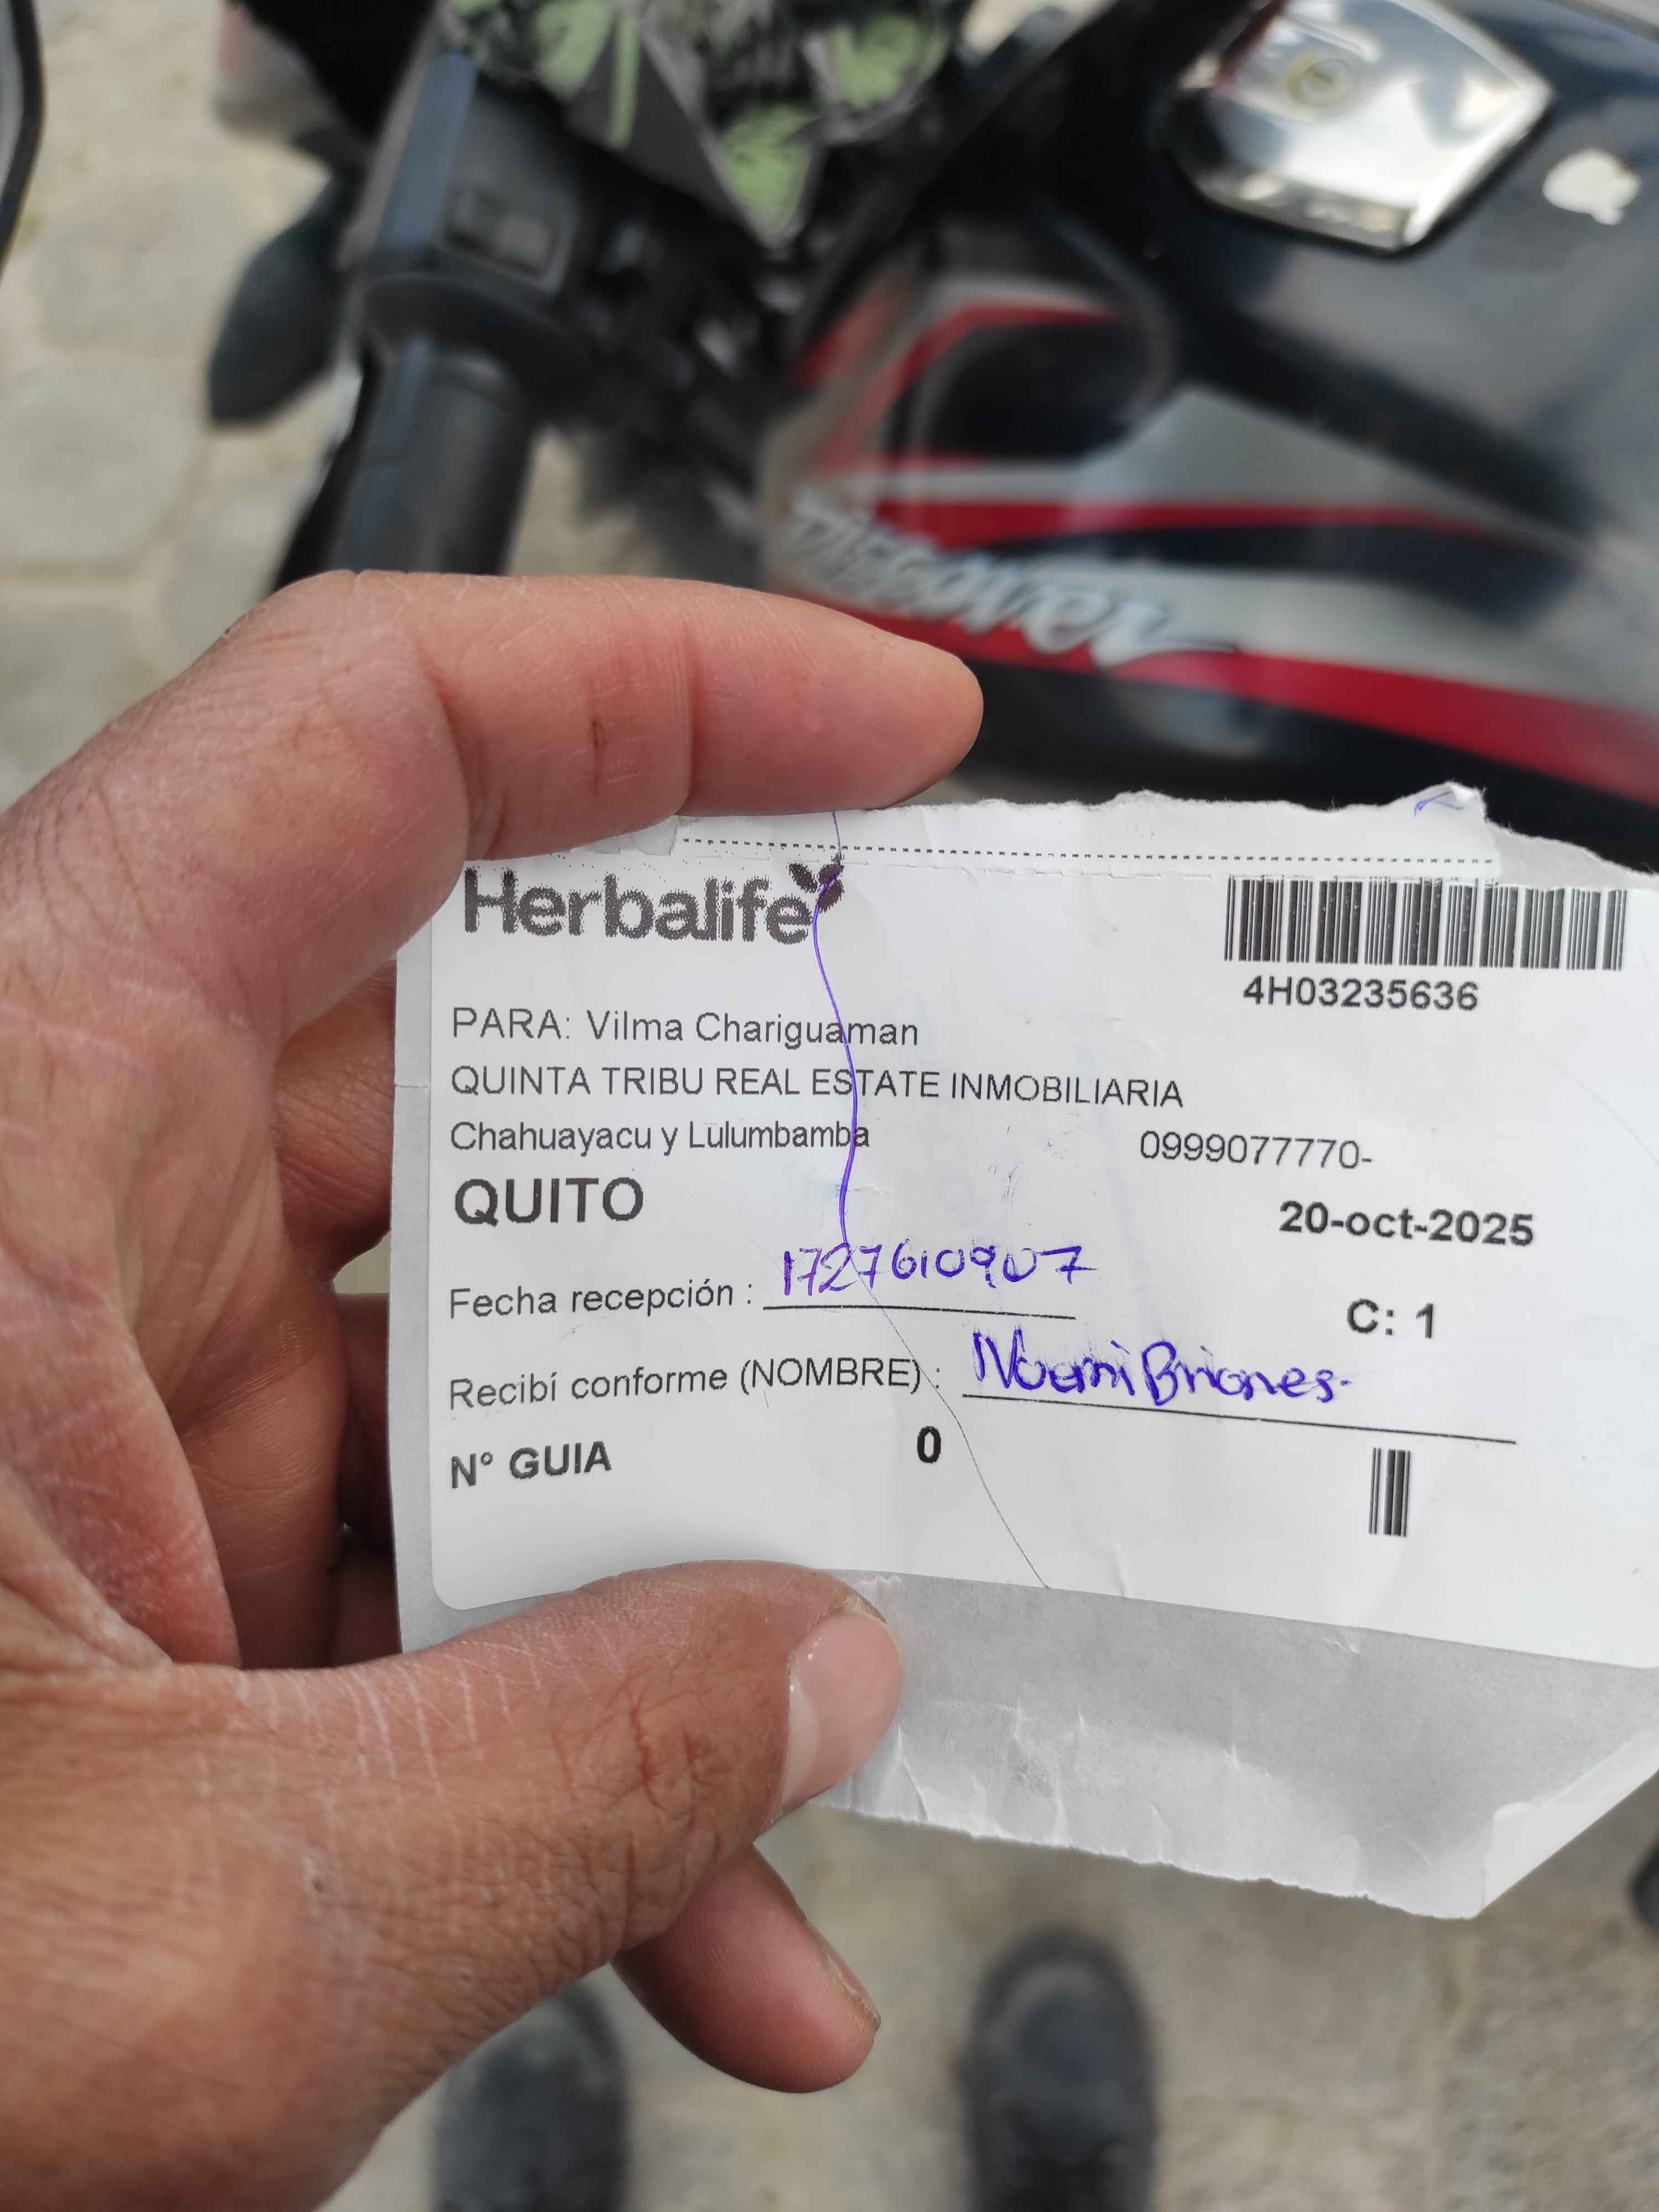 Discover
Herbalife
4H03235636
PARA: Vilma Chariguaman
QUINTA TRIBU REAL ESTATE INMOBILIARIA
Chahuayacu y Lulumbamba 0999077770-
QUITO 20-oct-2025
Fecha recepción : 1727610907
C: 1
Recibí conforme (NOMBRE) : Noemi Briones.
N° GUIA 0